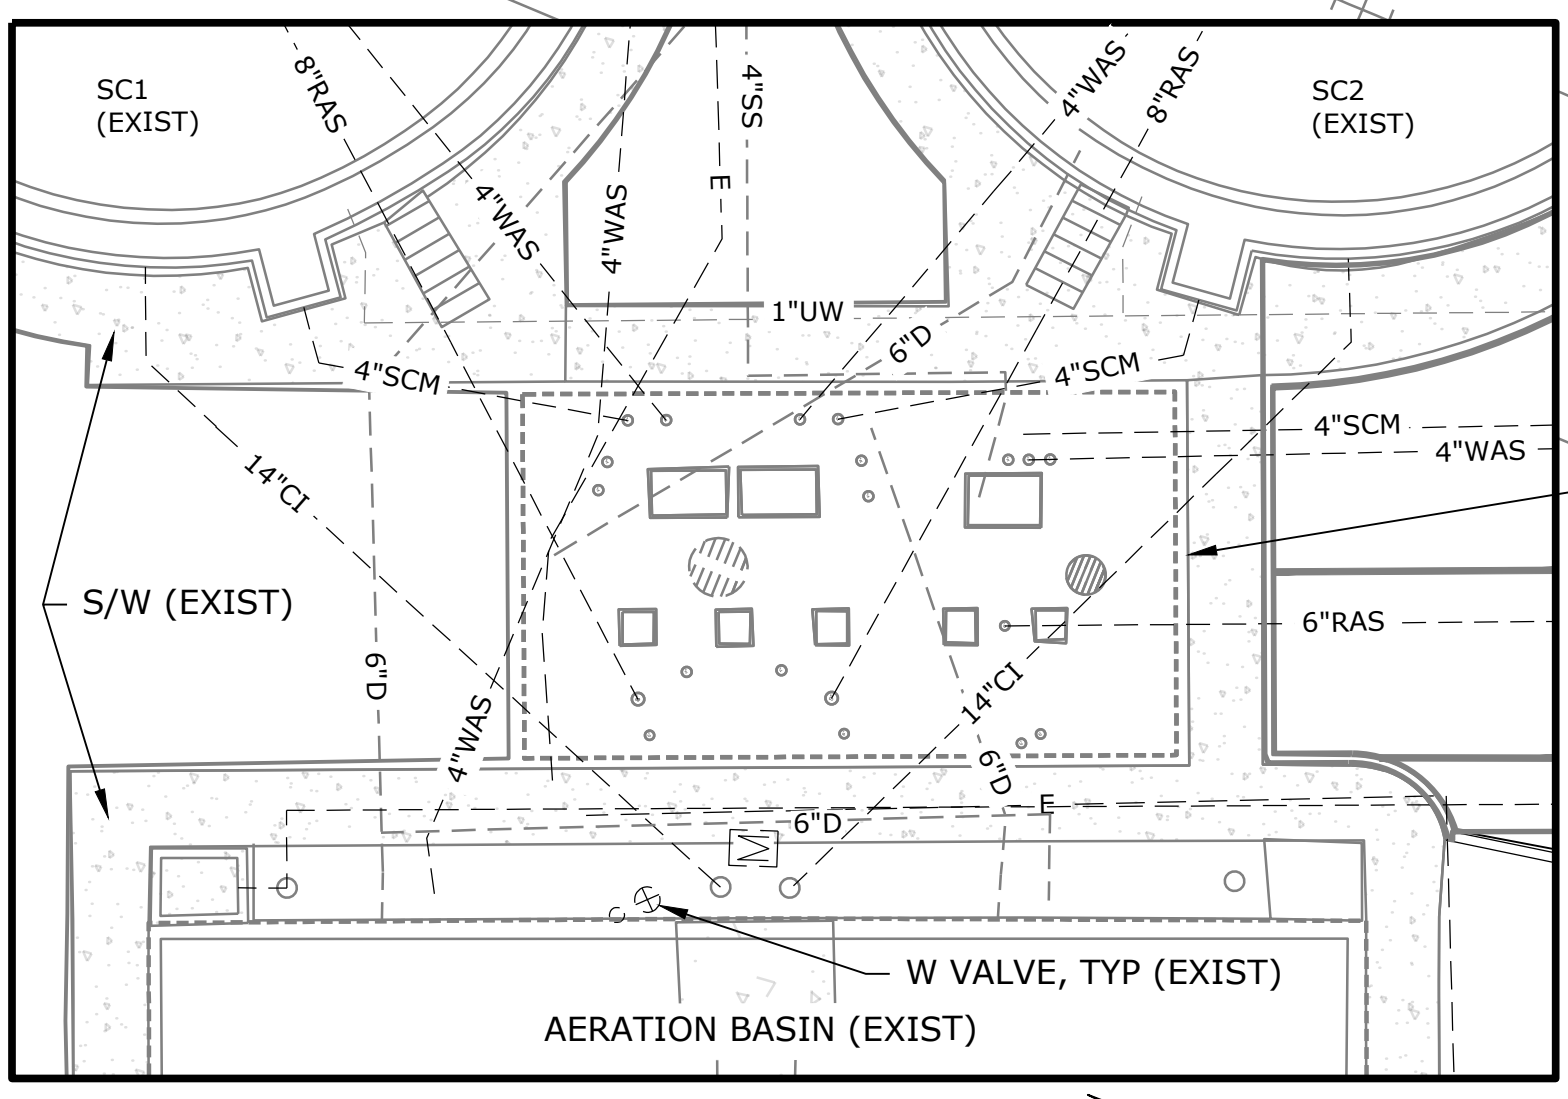 SC1
(EXIST)
8"RAS
4"SS
4"WAS
8"RAS
SC2
(EXIST)
4"WAS
4"WAS
E
1"UW
6"D
4"SCM
4"SCM
4"SCM
4"WAS
14"CI
S/W (EXIST)
6"RAS
6"D
14"CI
4"WAS
6"D
E
6"D
M
W VALVE, TYP (EXIST)
AERATION BASIN (EXIST)